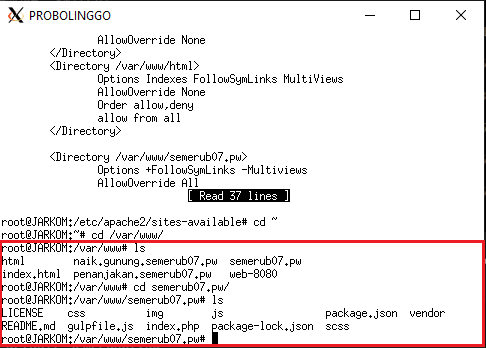 PROBOLINGGO
AllowOverride None
</Directory>
<Directory /var/www/html>
Options Indexes FollowSymLinks MultiViews
AllowOverride None
Order allow,deny
allow from all
</Directory>
<Directory /var/www/semerub07.pw>
Options +FollowSymLinks -Multiviews
AllowOverride All
[ Read 37 lines ]
root@JARKOM:/etc/apache2/sites-available# cd ~
root@JARKOM:~# cd /var/www/
root@JARKOM:/var/www# ls
html naik.gunung.semerub07.pw semerub07.pw
index.html penanjakan.semerub07.pw web-8080
root@JARKOM:/var/www# cd semerub07.pw/
root@JARKOM:/var/www/semerub07.pw# ls
LICENSE css img js package.json vendor
README.md gulpfile.js index.php package-lock.json scss
root@JARKOM:/var/www/semerub07.pw#